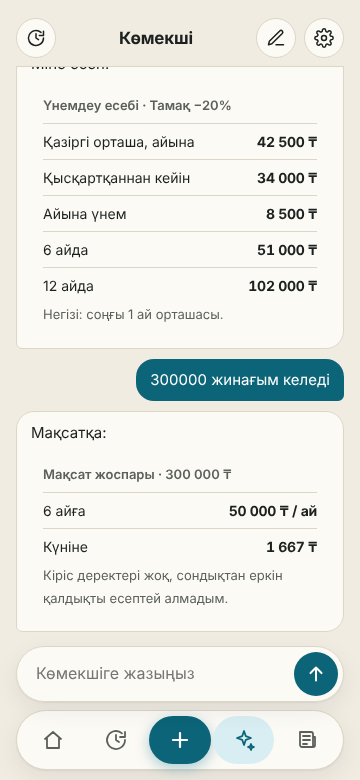 Көмекші
Міне есеп:
Үнемдеу есебі · Тамақ −20%
Қазіргі орташа, айына 42 500 ₸
Қысқартқаннан кейін 34 000 ₸
Айына үнем 8 500 ₸
6 айда 51 000 ₸
12 айда 102 000 ₸
Негізі: соңғы 1 ай орташасы.
300000 жинағым келеді
Мақсатқа:
Мақсат жоспары · 300 000 ₸
6 айға 50 000 ₸ / ай
Күніне 1 667 ₸
Кіріс деректері жоқ, сондықтан еркін
қалдықты есептей алмадым.
Көмекшіге жазыңыз